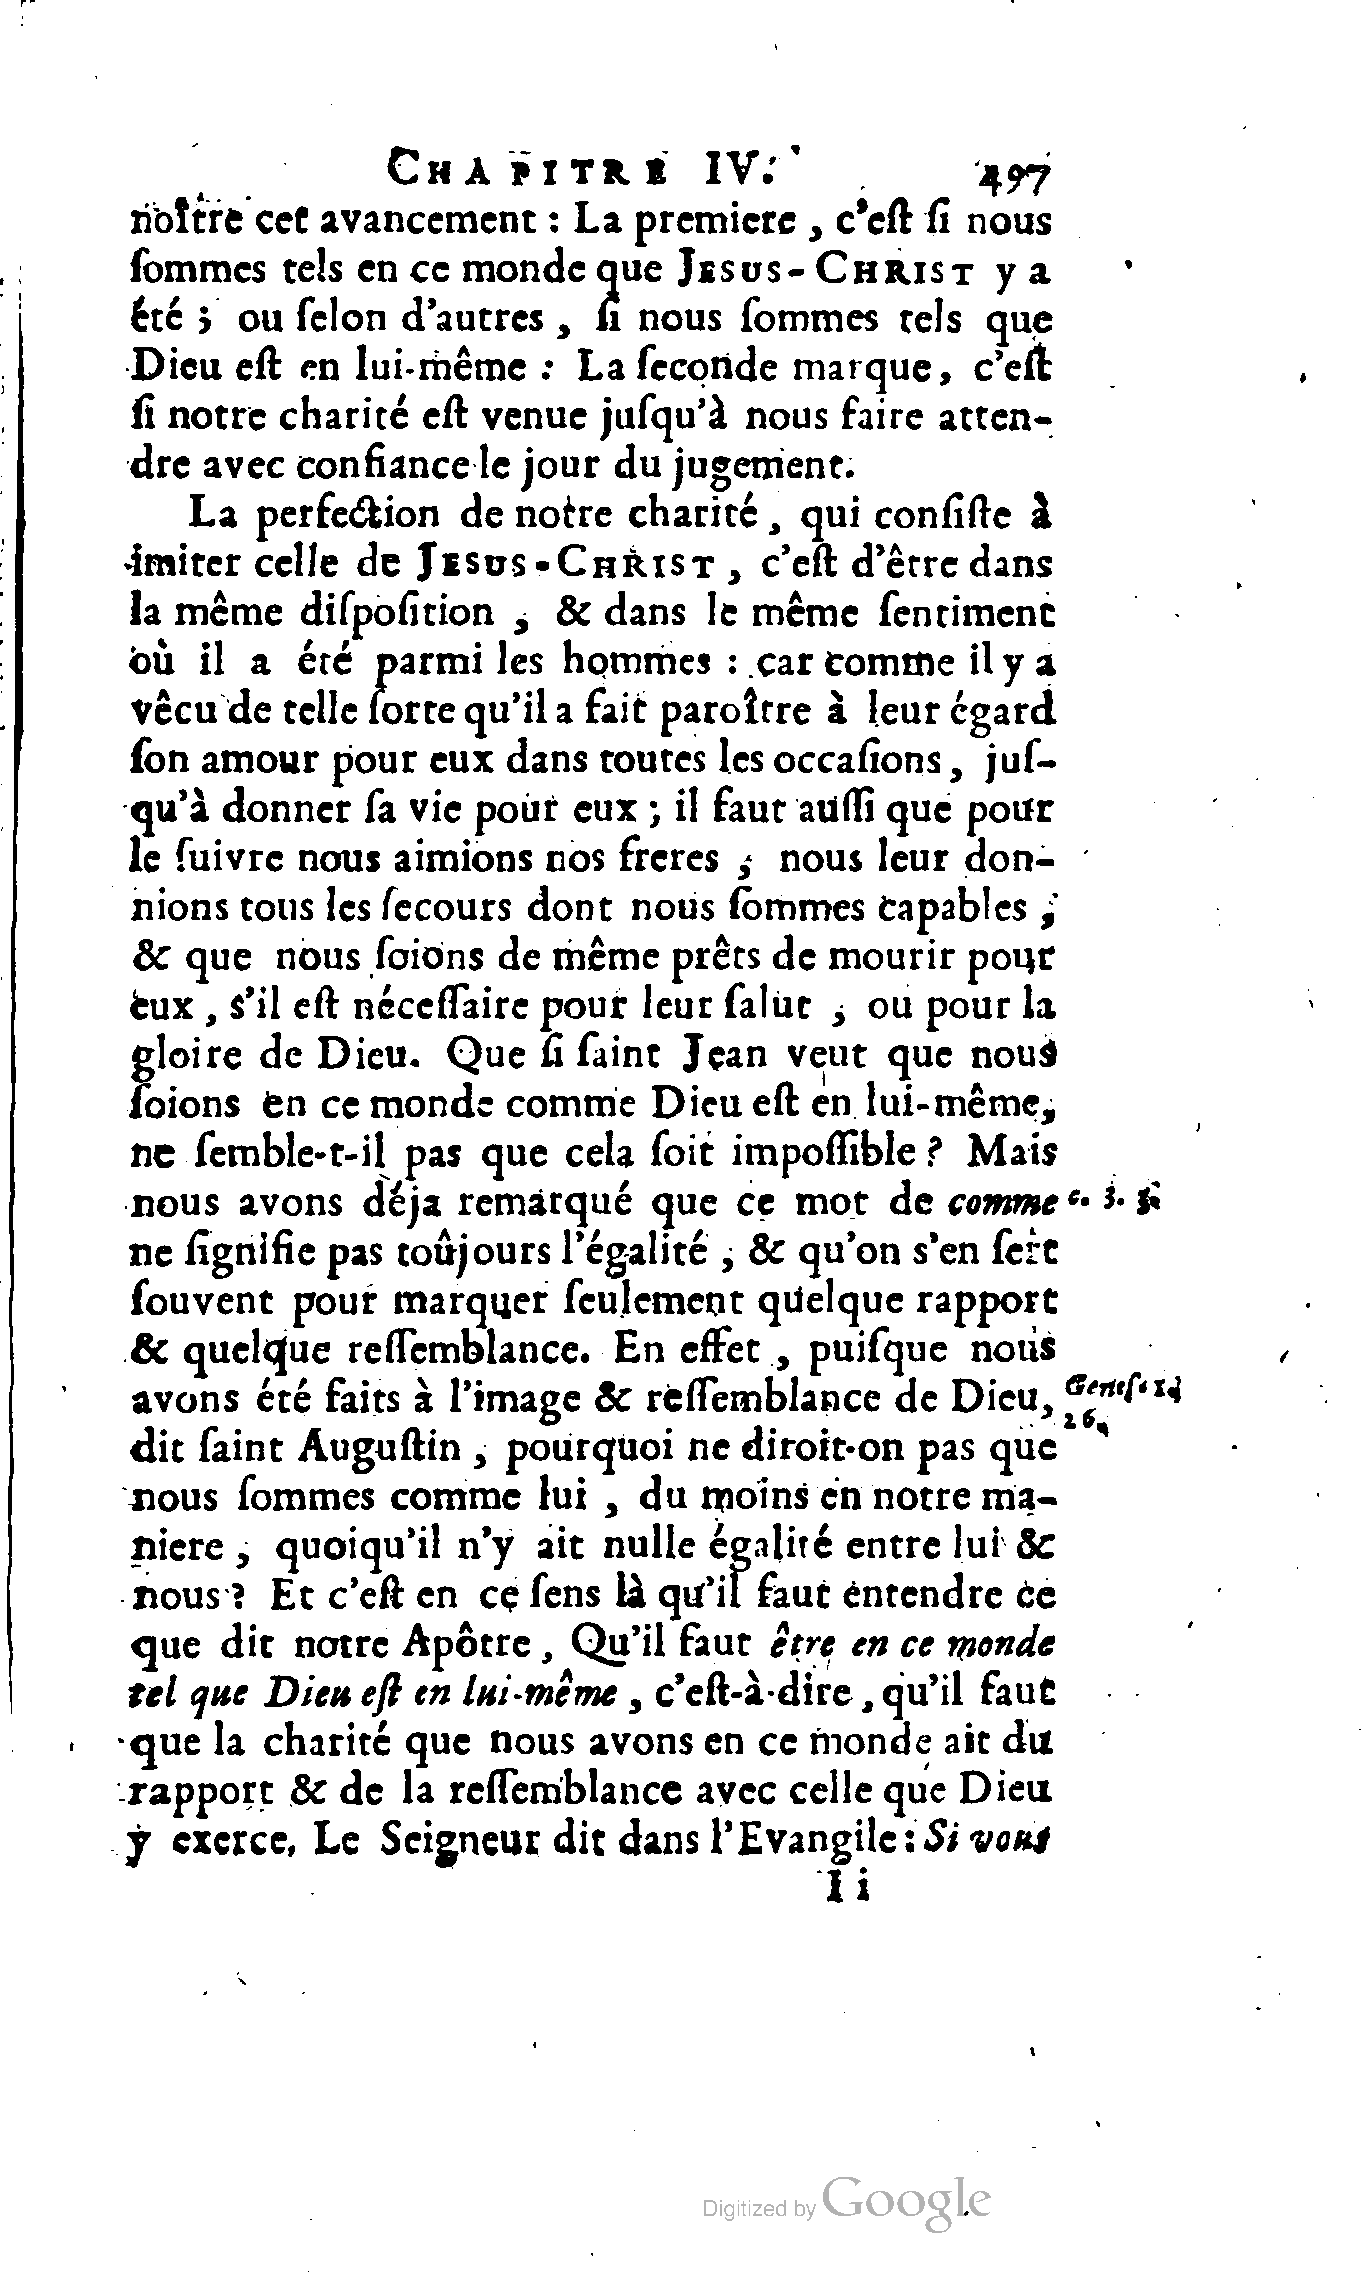 CHAPITRE IV. 497
noître cet avancement : La premiere , c'eſt ſi nous
ſommes tels en ce monde que JESUS-CHRIST y a
été ; ou ſelon d'autres , ſi nous ſommes tels que
Dieu eſt en lui-même : La ſeconde marque, c'eſt
ſi notre charité eſt venue juſqu'à nous faire atten-
dre avec confiance le jour du jugement.
La perfection de notre charité , qui conſiſte à
imiter celle de JESUS-CHRIST , c'eſt d'être dans
la même diſpoſition , & dans le même ſentiment
où il a été parmi les hommes : car comme il y a
vêcu de telle ſorte qu'il a fait paroître à leur égard
ſon amour pour eux dans toutes les occaſions, juſ-
qu'à donner ſa vie pour eux ; il faut auſſi que pour
le ſuivre nous aimions nos freres , nous leur don-
nions tous les ſecours dont nous ſommes capables ,
& que nous ſoions de même prêts de mourir pour
eux , s'il eſt néceſſaire pour leur ſalut , ou pour la
gloire de Dieu. Que ſi ſaint Jean veut que nous
ſoions en ce monde comme Dieu eſt en lui-même,
ne ſemble-t-il pas que cela ſoit impoſſible ? Mais
nous avons déja remarqué que ce mot de comme c. 3.
ne ſignifie pas toûjours l'égalité , & qu'on s'en ſert
ſouvent pour marquer ſeulement quelque rapport
& quelque reſſemblance. En effet , puiſque nous
avons été faits à l'image & reſſemblance de Dieu, Geneſ. 1.
26.
dit ſaint Auguſtin , pourquoi ne diroit-on pas que
nous ſommes comme lui , du moins en notre ma-
niere , quoiqu'il n'y ait nulle égalité entre lui &
nous ? Et c'eſt en ce ſens là qu'il faut entendre ce
que dit notre Apôtre , Qu'il faut être en ce monde
tel que Dieu eſt en lui-même , c'eſt-à-dire , qu'il faut
que la charité que nous avons en ce monde ait du
rapport & de la reſſemblance avec celle que Dieu
y exerce. Le Seigneur dit dans l'Evangile : Si vous
I i
Digitized by Google